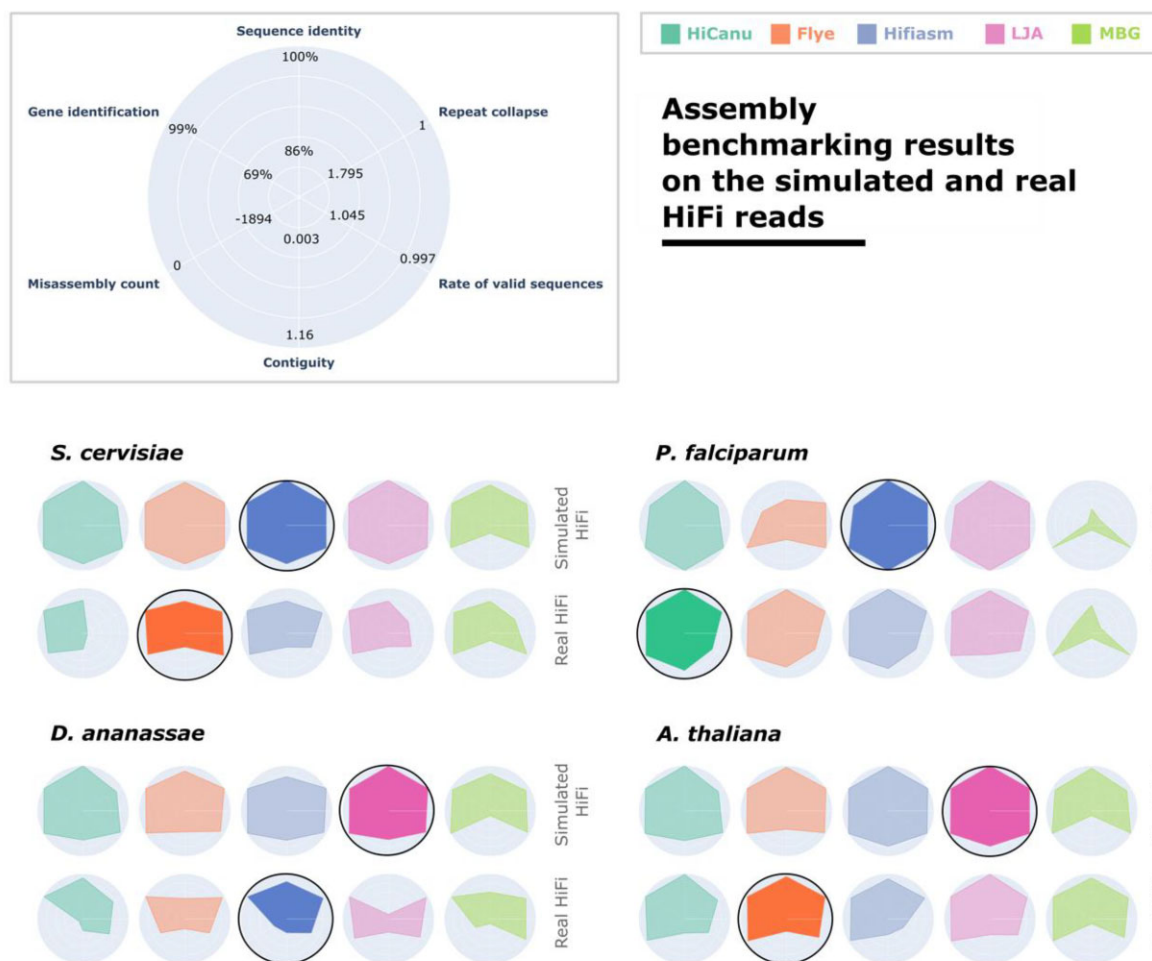 Sequence identity
100%
Gene identification
Repeat collapse
99%
1
86%
69%
1.795
-1894
1.045
0.003
0
0.997
Misassembly count
Rate of valid sequences
1.16
Contiguity
HiCanu Flye Hifiasm LJA MBG
Assembly
benchmarking results
on the simulated and real
HiFi reads
S. cervisiae
Simulated
HiFi
Real HiFi
P. falciparum
D. ananassae
Simulated
HiFi
Real HiFi
A. thaliana